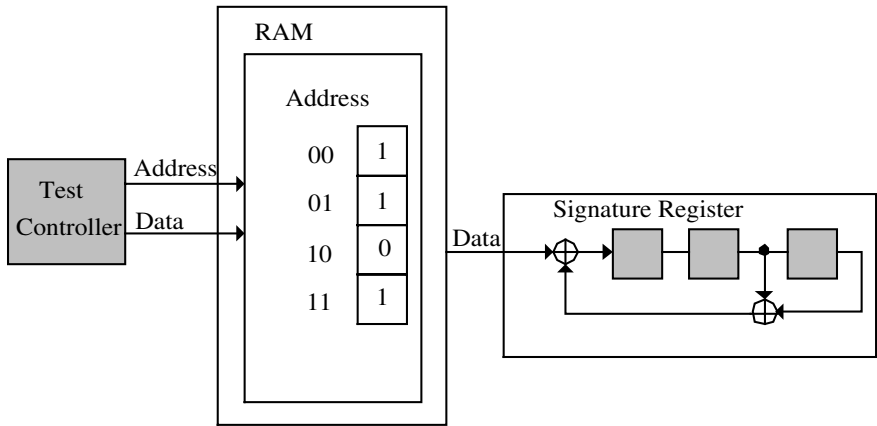 RAM
Address
00 1
01 1
10 0
11 1
Test
Controller
Address
Data
Data
Signature Register